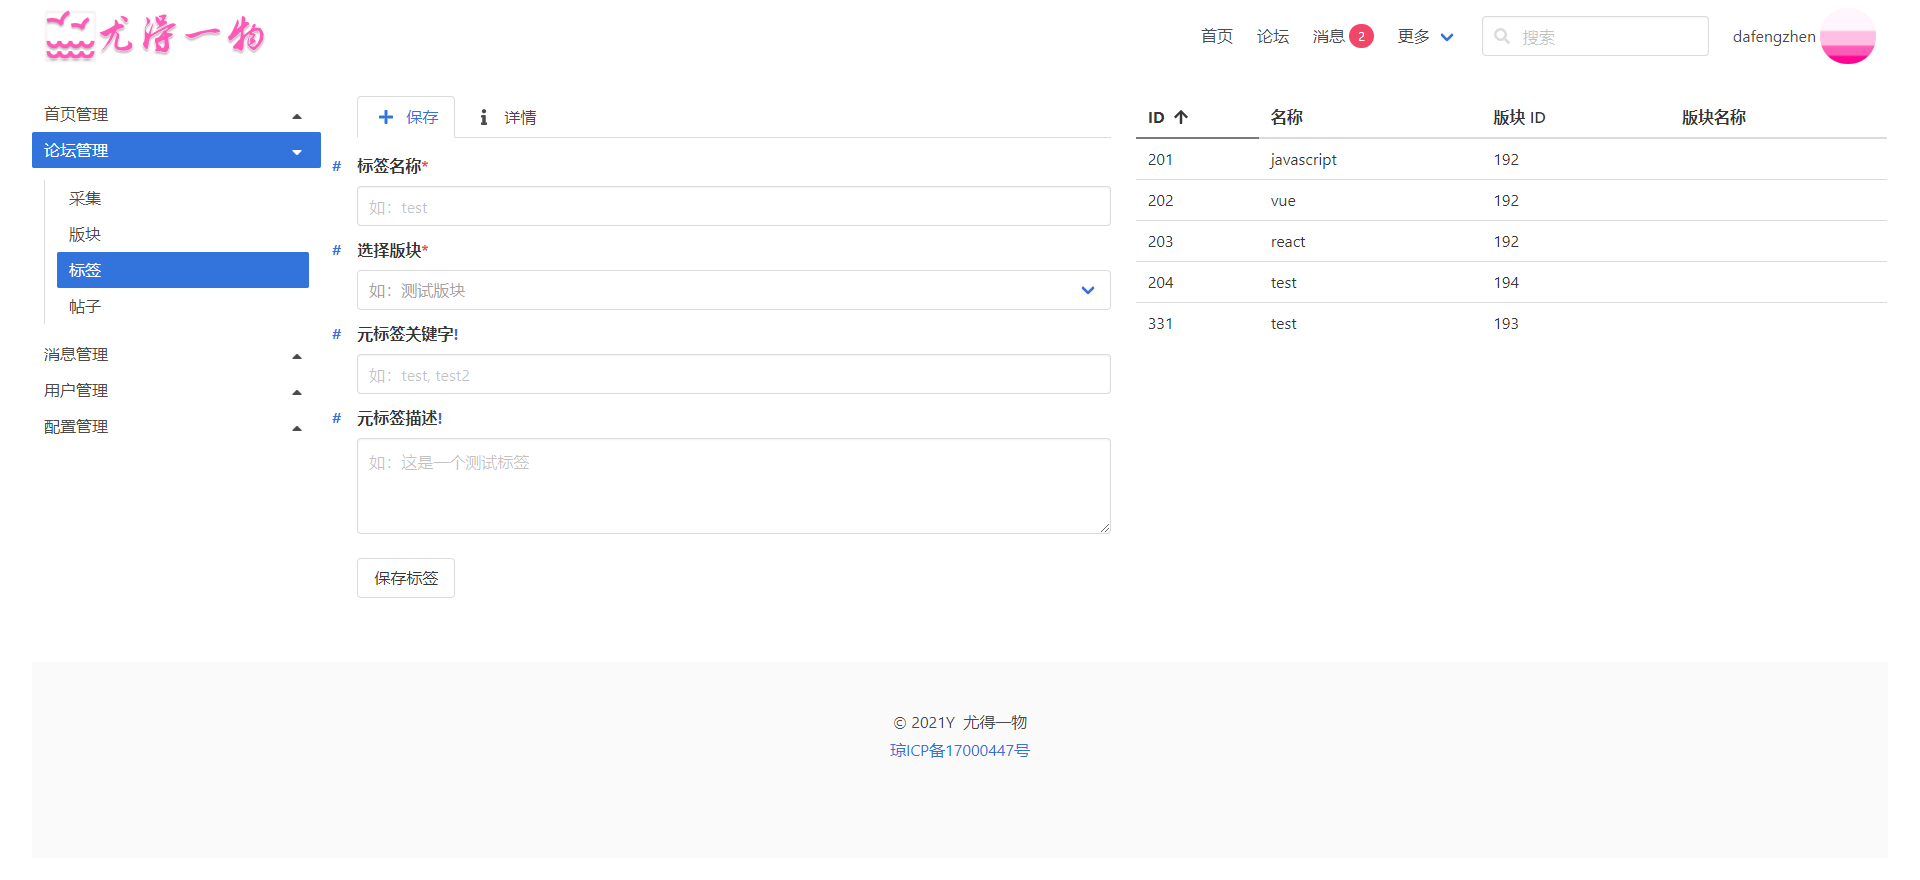 尤得一物
首页 论坛 消息 2 更多 搜索 dafengzhen
首页管理
论坛管理
采集
版块
标签
帖子
消息管理
用户管理
配置管理
保存 详情
# 标签名称*
如：test
# 选择版块*
如：测试版块
# 元标签关键字!
如：test, test2
# 元标签描述!
如：这是一个测试标签
保存标签
ID 名称 版块 ID 版块名称
201 javascript 192
202 vue 192
203 react 192
204 test 194
331 test 193
© 2021Y 尤得一物
琼ICP备17000447号